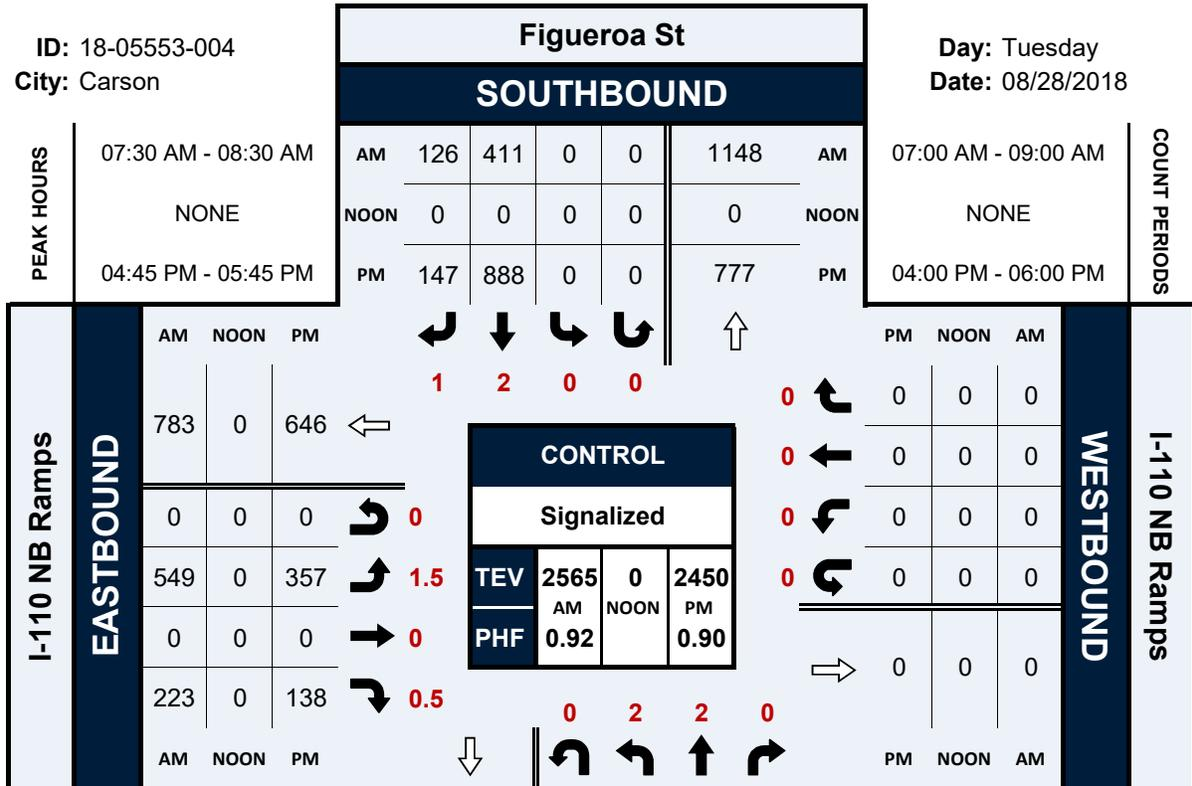 ID: 18-05553-004
City: Carson
Figueroa St
SOUTHBOUND
Day: Tuesday
Date: 08/28/2018
PEAK HOURS
07:30 AM - 08:30 AM
NONE
04:45 PM - 05:45 PM
AM 126 411 0 0 1148 AM
NOON 0 0 0 0 0 NOON
PM 147 888 0 0 777 PM
07:00 AM - 09:00 AM
NONE
04:00 PM - 06:00 PM
COUNT PERIODS
1 2 0 0
I-110 NB Ramps
EASTBOUND
AM NOON PM
783 0 646
0 0 0 0
549 0 357 1.5
0 0 0 0
223 0 138 0.5
AM NOON PM
CONTROL
Signalized
TEV 2565 0 2450
AM NOON PM
PHF 0.92 0.90
PM NOON AM
0 0 0 0
0 0 0 0
0 0 0 0
0 0 0 0
0 0 0
PM NOON AM
WESTBOUND
I-110 NB Ramps
0 2 2 0